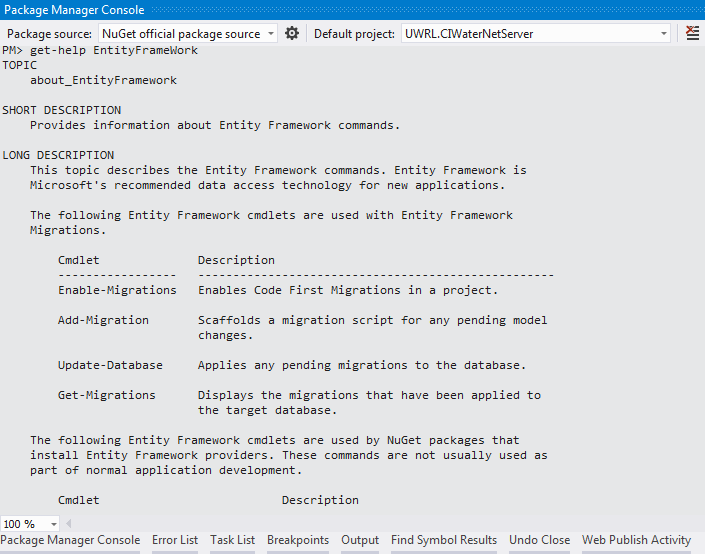 Package Manager Console
Package source: NuGet official package source Default project: UWRL.CIWaterNetServer
PM> get-help EntityFrameWork
TOPIC
about_EntityFramework
SHORT DESCRIPTION
Provides information about Entity Framework commands.
LONG DESCRIPTION
This topic describes the Entity Framework commands. Entity Framework is
Microsoft's recommended data access technology for new applications.
The following Entity Framework cmdlets are used with Entity Framework
Migrations.
Cmdlet Description
----------------- ---------------------------------------------------
Enable-Migrations Enables Code First Migrations in a project.
Add-Migration Scaffolds a migration script for any pending model
changes.
Update-Database Applies any pending migrations to the database.
Get-Migrations Displays the migrations that have been applied to
the target database.
The following Entity Framework cmdlets are used by NuGet packages that
install Entity Framework providers. These commands are not usually used as
part of normal application development.
Cmdlet Description
100 %
Package Manager Console Error List Task List Breakpoints Output Find Symbol Results Undo Close Web Publish Activity